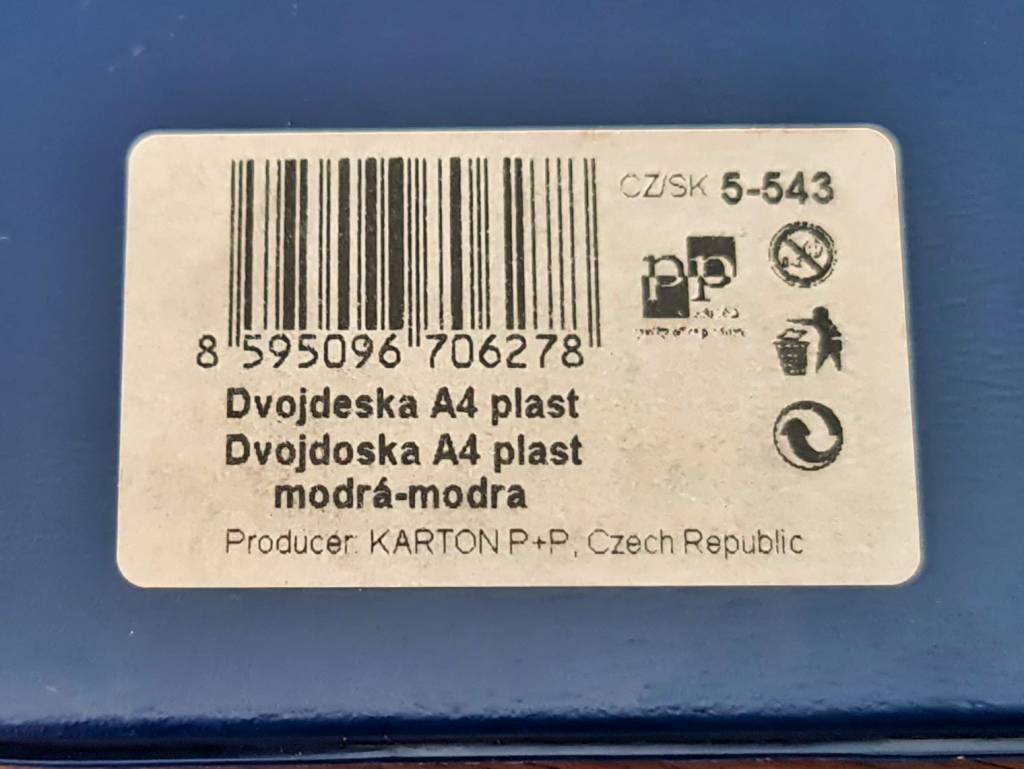 CZ/SK 5-543
pp
8 595096 706278
Dvojdeska A4 plast
Dvojdoska A4 plast
modrá-modra
Producer: KARTON P+P, Czech Republic